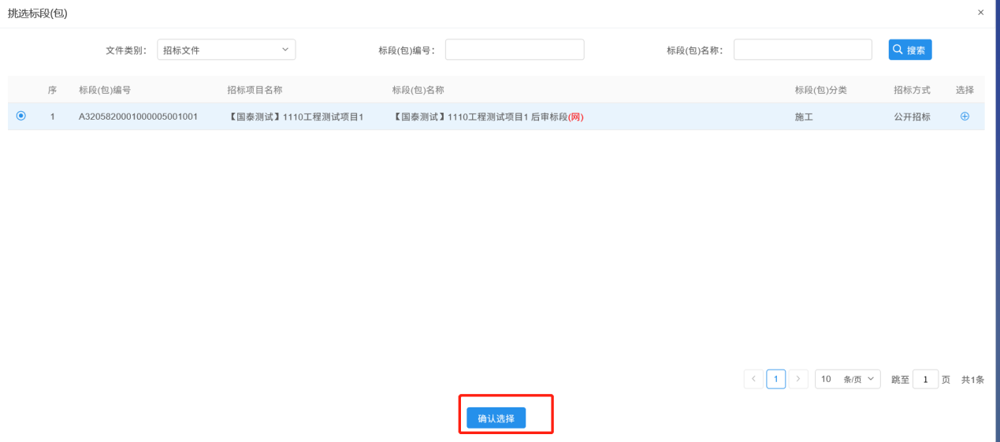 挑选标段(包)
文件类别： 招标文件 标段(包)编号： 标段(包)名称： 搜索
序 标段(包)编号 招标项目名称 标段(包)名称 标段(包)分类 招标方式 选择
1 A3205820001000005001001 【国泰测试】1110工程测试项目1 【国泰测试】1110工程测试项目1 后审标段(网) 施工 公开招标
1 10 条/页 跳至 1 页 共1条
确认选择